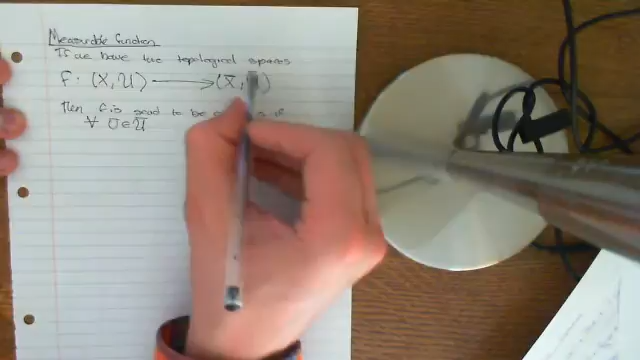 Measurable Function
If we have two topological spaces
F: (X, U) ⟶ (X̄, )
Then f is said to be
∀ Ū ∈ 𝒰̄